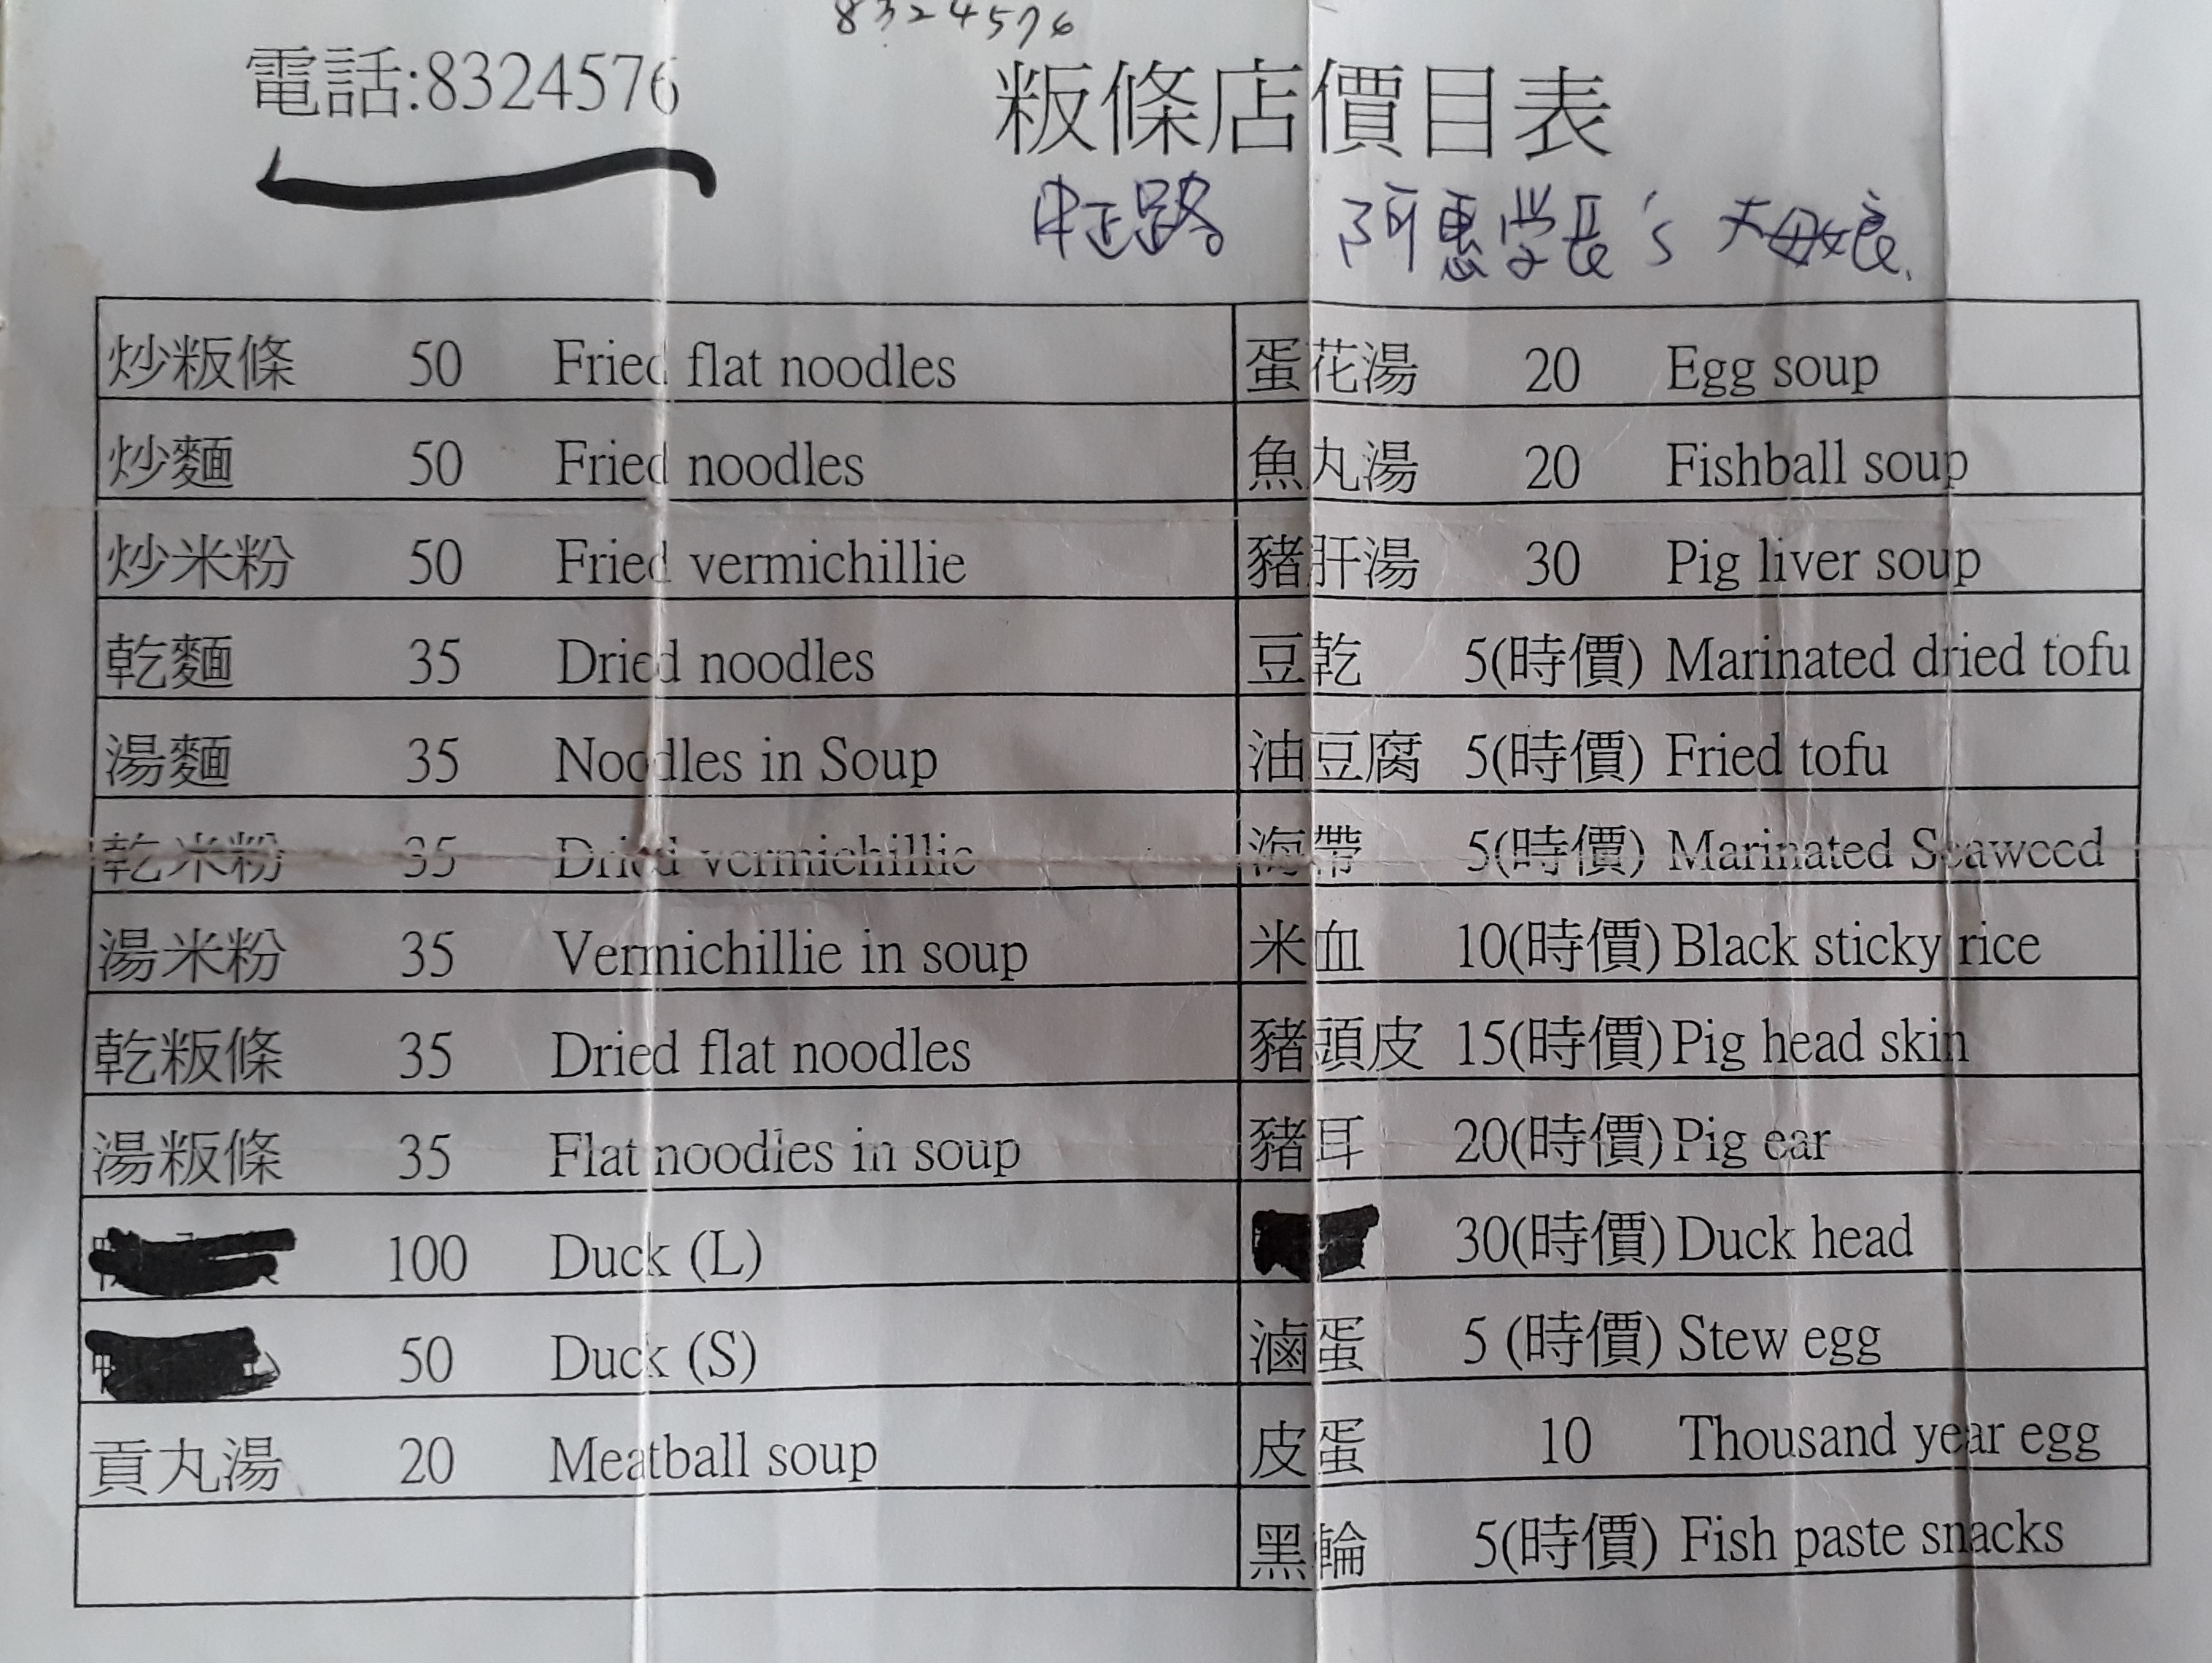 8324576
電話:8324576
粄條店價目表
中正路 阿惠学長's 丈母娘
炒粄條 50 Fried flat noodles
炒麵 50 Fried noodles
炒米粉 50 Fried vermichillie
乾麵 35 Dried noodles
湯麵 35 Noodles in Soup
乾米粉 35 Dried vermichillie
湯米粉 35 Vermichillie in soup
乾粄條 35 Dried flat noodles
湯粄條 35 Flat noodles in soup
100 Duck (L)
50 Duck (S)
貢丸湯 20 Meatball soup
蛋花湯 20 Egg soup
魚丸湯 20 Fishball soup
豬肝湯 30 Pig liver soup
豆乾 5(時價) Marinated dried tofu
油豆腐 5(時價) Fried tofu
海帶 5(時價) Marinated Seaweed
米血 10(時價) Black sticky rice
豬頭皮 15(時價) Pig head skin
豬耳 20(時價) Pig ear
30(時價) Duck head
滷蛋 5 (時價) Stew egg
皮蛋 10 Thousand year egg
黑輪 5(時價) Fish paste snacks